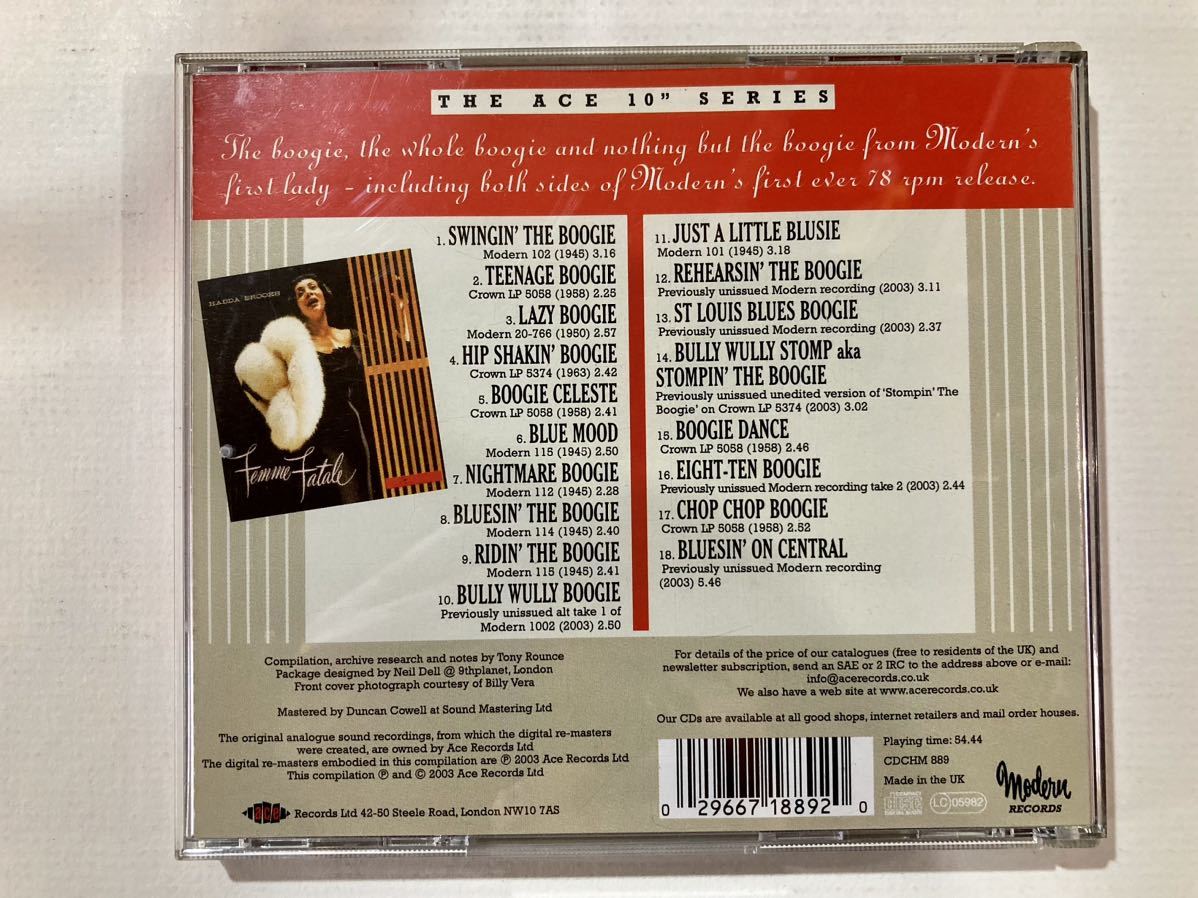 THE ACE 10” SERIES
The boogie, the whole boogie and nothing but the boogie from Modern's
first lady – including both sides of Modern's first ever 78 rpm release.
HADDA BROOKS
Femme Fatale
1. SWINGIN’ THE BOOGIE
Modern 102 (1945) 3.16
2. TEENAGE BOOGIE
Crown LP 5058 (1958) 2.25
3. LAZY BOOGIE
Modern 20-766 (1950) 2.57
4. HIP SHAKIN’ BOOGIE
Crown LP 5374 (1963) 2.42
5. BOOGIE CELESTE
Crown LP 5058 (1958) 2.41
6. BLUE MOOD
Modern 115 (1945) 2.50
7. NIGHTMARE BOOGIE
Modern 112 (1945) 2.28
8. BLUESIN’ THE BOOGIE
Modern 114 (1945) 2.40
9. RIDIN’ THE BOOGIE
Modern 115 (1945) 2.41
10. BULLY WULLY BOOGIE
Previously unissued alt take 1 of
Modern 1002 (2003) 2.50
11. JUST A LITTLE BLUSIE
Modern 101 (1945) 3.18
12. REHEARSIN’ THE BOOGIE
Previously unissued Modern recording (2003) 3.11
13. ST LOUIS BLUES BOOGIE
Previously unissued Modern recording (2003) 2.37
14. BULLY WULLY STOMP aka
STOMPIN’ THE BOOGIE
Previously unissued unedited version of ‘Stompin’ The
Boogie’ on Crown LP 5374 (2003) 3.02
15. BOOGIE DANCE
Crown LP 5058 (1958) 2.46
16. EIGHT-TEN BOOGIE
Previously unissued Modern recording take 2 (2003) 2.44
17. CHOP CHOP BOOGIE
Crown LP 5058 (1958) 2.52
18. BLUESIN’ ON CENTRAL
Previously unissued Modern recording
(2003) 5.46
Compilation, archive research and notes by Tony Rounce
Package designed by Neil Dell @ 9thplanet, London
Front cover photograph courtesy of Billy Vera
Mastered by Duncan Cowell at Sound Mastering Ltd
The original analogue sound recordings, from which the digital re-masters
were created, are owned by Ace Records Ltd
The digital re-masters embodied in this compilation are ℗ 2003 Ace Records Ltd
This compilation ℗ and © 2003 Ace Records Ltd
ace Records Ltd 42-50 Steele Road, London NW10 7AS
For details of the price of our catalogues (free to residents of the UK) and
newsletter subscription, send an SAE or 2 IRC to the address above or e-mail:
info@acerecords.co.uk
We also have a web site at www.acerecords.co.uk
Our CDs are available at all good shops, internet retailers and mail order houses.
0 29667 18892 0
Playing time: 54.44
CDCHM 889
Made in the UK
COMPACT
disc
DIGITAL AUDIO
LC 05982
Modern
RECORDS